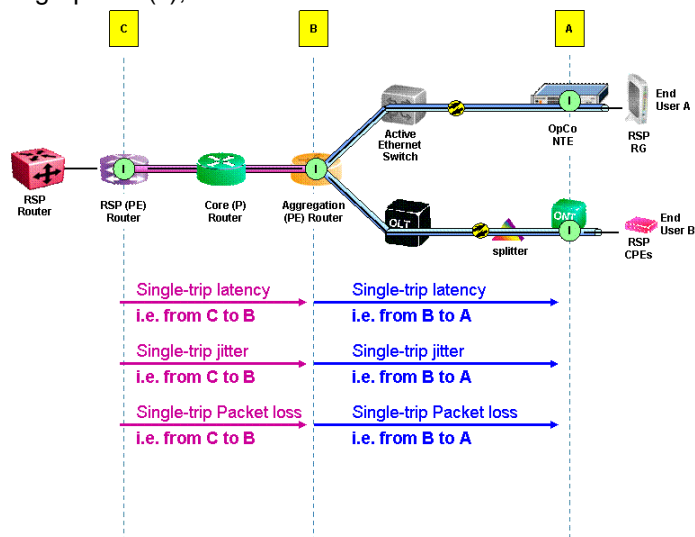 C
B
A
End
User A
Active
Ethernet
Switch
OpCo
NTE
RSP
RG
I
I
I
RSP
Router
RSP (PE)
Router
Core (P)
Router
Aggregation
(PE) Router
OLT
splitter
ONT
I
RSP
CPEs
End
User B
Single-trip latency
i.e. from C to B
Single-trip latency
i.e. from B to A
Single-trip jitter
i.e. from C to B
Single-trip jitter
i.e. from B to A
Single-trip Packet loss
i.e. from C to B
Single-trip Packet loss
i.e. from B to A